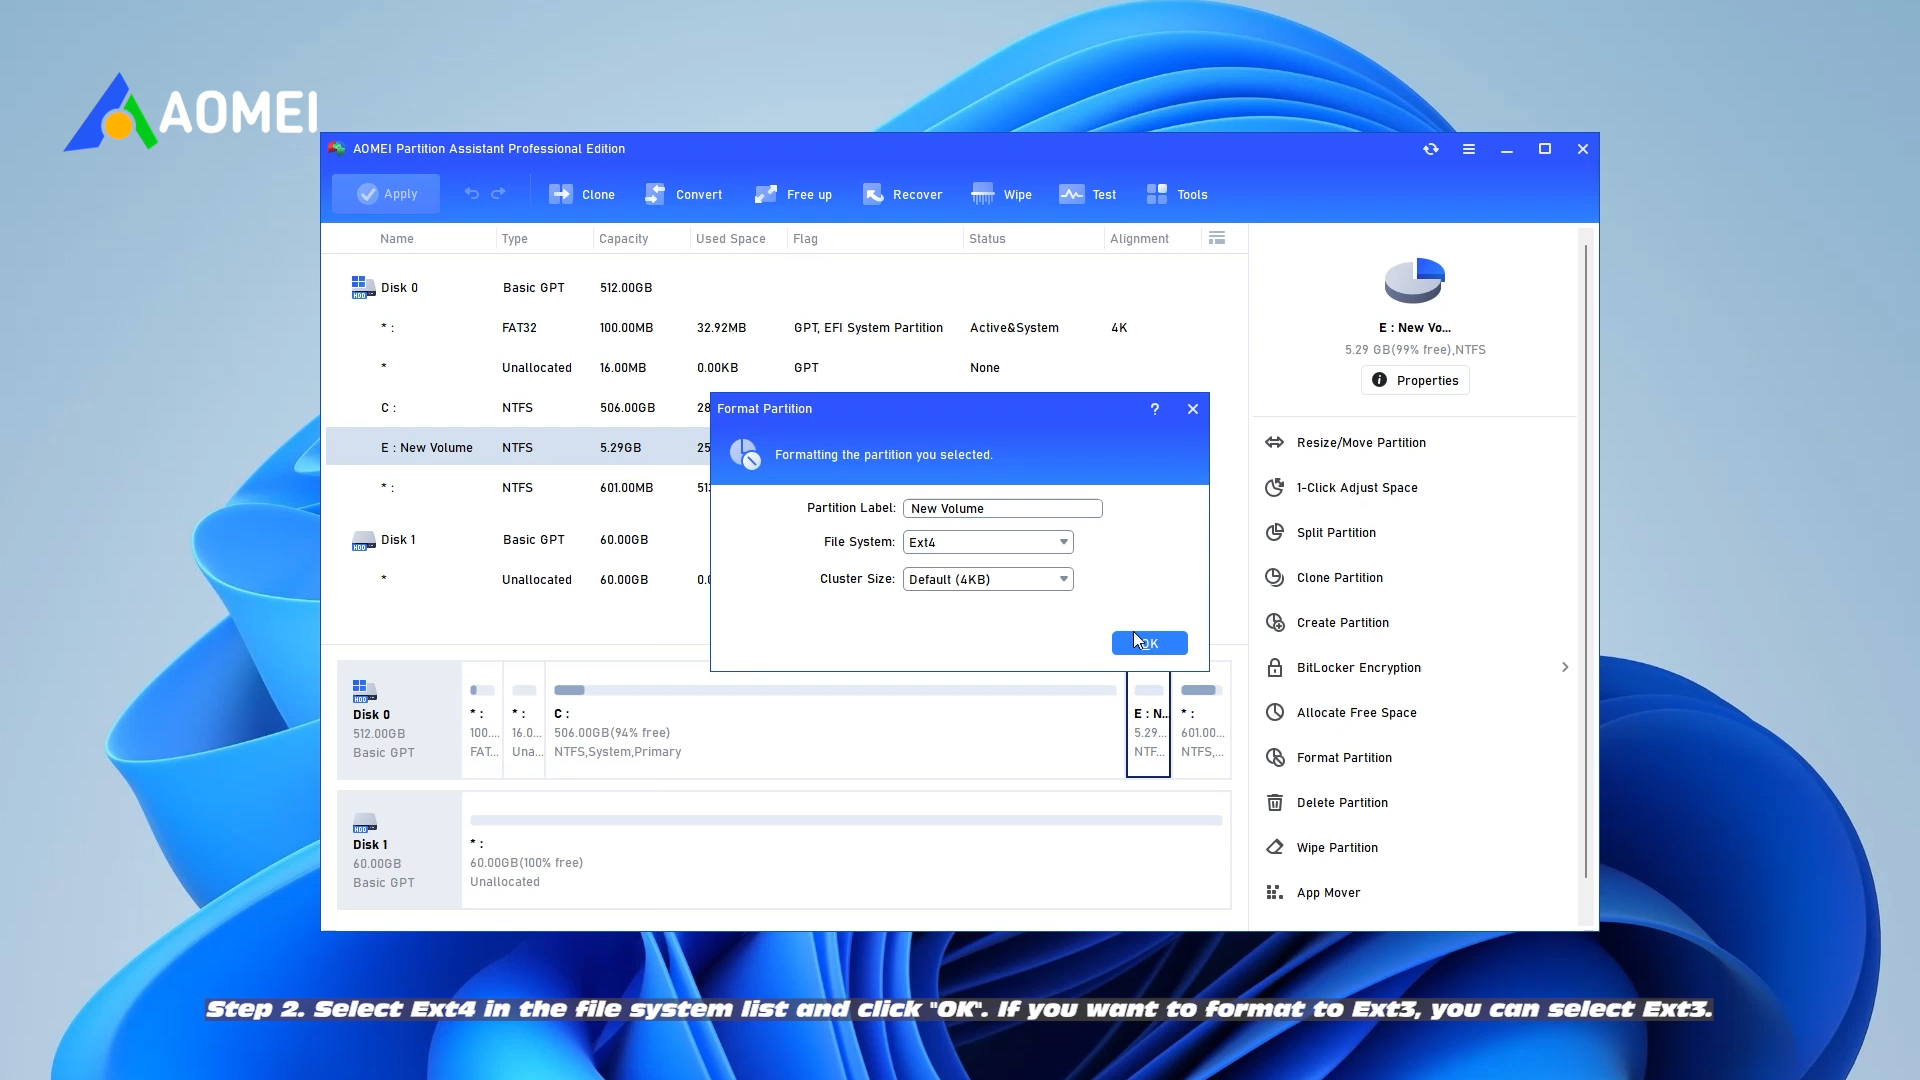 AOMEI
AOMEI Partition Assistant Professional Edition
Apply Clone Convert Free up Recover Wipe Test Tools
Name Type Capacity Used Space Flag Status Alignment
HDD Disk 0 Basic GPT 512.00GB
* : FAT32 100.00MB 32.92MB GPT, EFI System Partition Active&System 4K
* Unallocated 16.00MB 0.00KB GPT None
C : NTFS 506.00GB 28
E : New Volume NTFS 5.29GB 25
* : NTFS 601.00MB 51
HDD Disk 1 Basic GPT 60.00GB
* Unallocated 60.00GB 0.0
Format Partition ?
Formatting the partition you selected.
Partition Label: New Volume
File System: Ext4
Cluster Size: Default (4KB)
OK
HDD
Disk 0
512.00GB
Basic GPT
* :
100....
FAT...
* :
16.0...
Una...
C :
506.00GB(94% free)
NTFS,System,Primary
E : N...
5.29...
NTF...
* :
601.00...
NTFS,...
HDD
Disk 1
60.00GB
Basic GPT
* :
60.00GB(100% free)
Unallocated
E : New Vo...
5.29 GB(99% free),NTFS
Properties
Resize/Move Partition
1-Click Adjust Space
Split Partition
Clone Partition
Create Partition
BitLocker Encryption
Allocate Free Space
Format Partition
Delete Partition
Wipe Partition
App Mover
Step 2. Select Ext4 in the file system list and click "OK". If you want to format to Ext3, you can select Ext3.